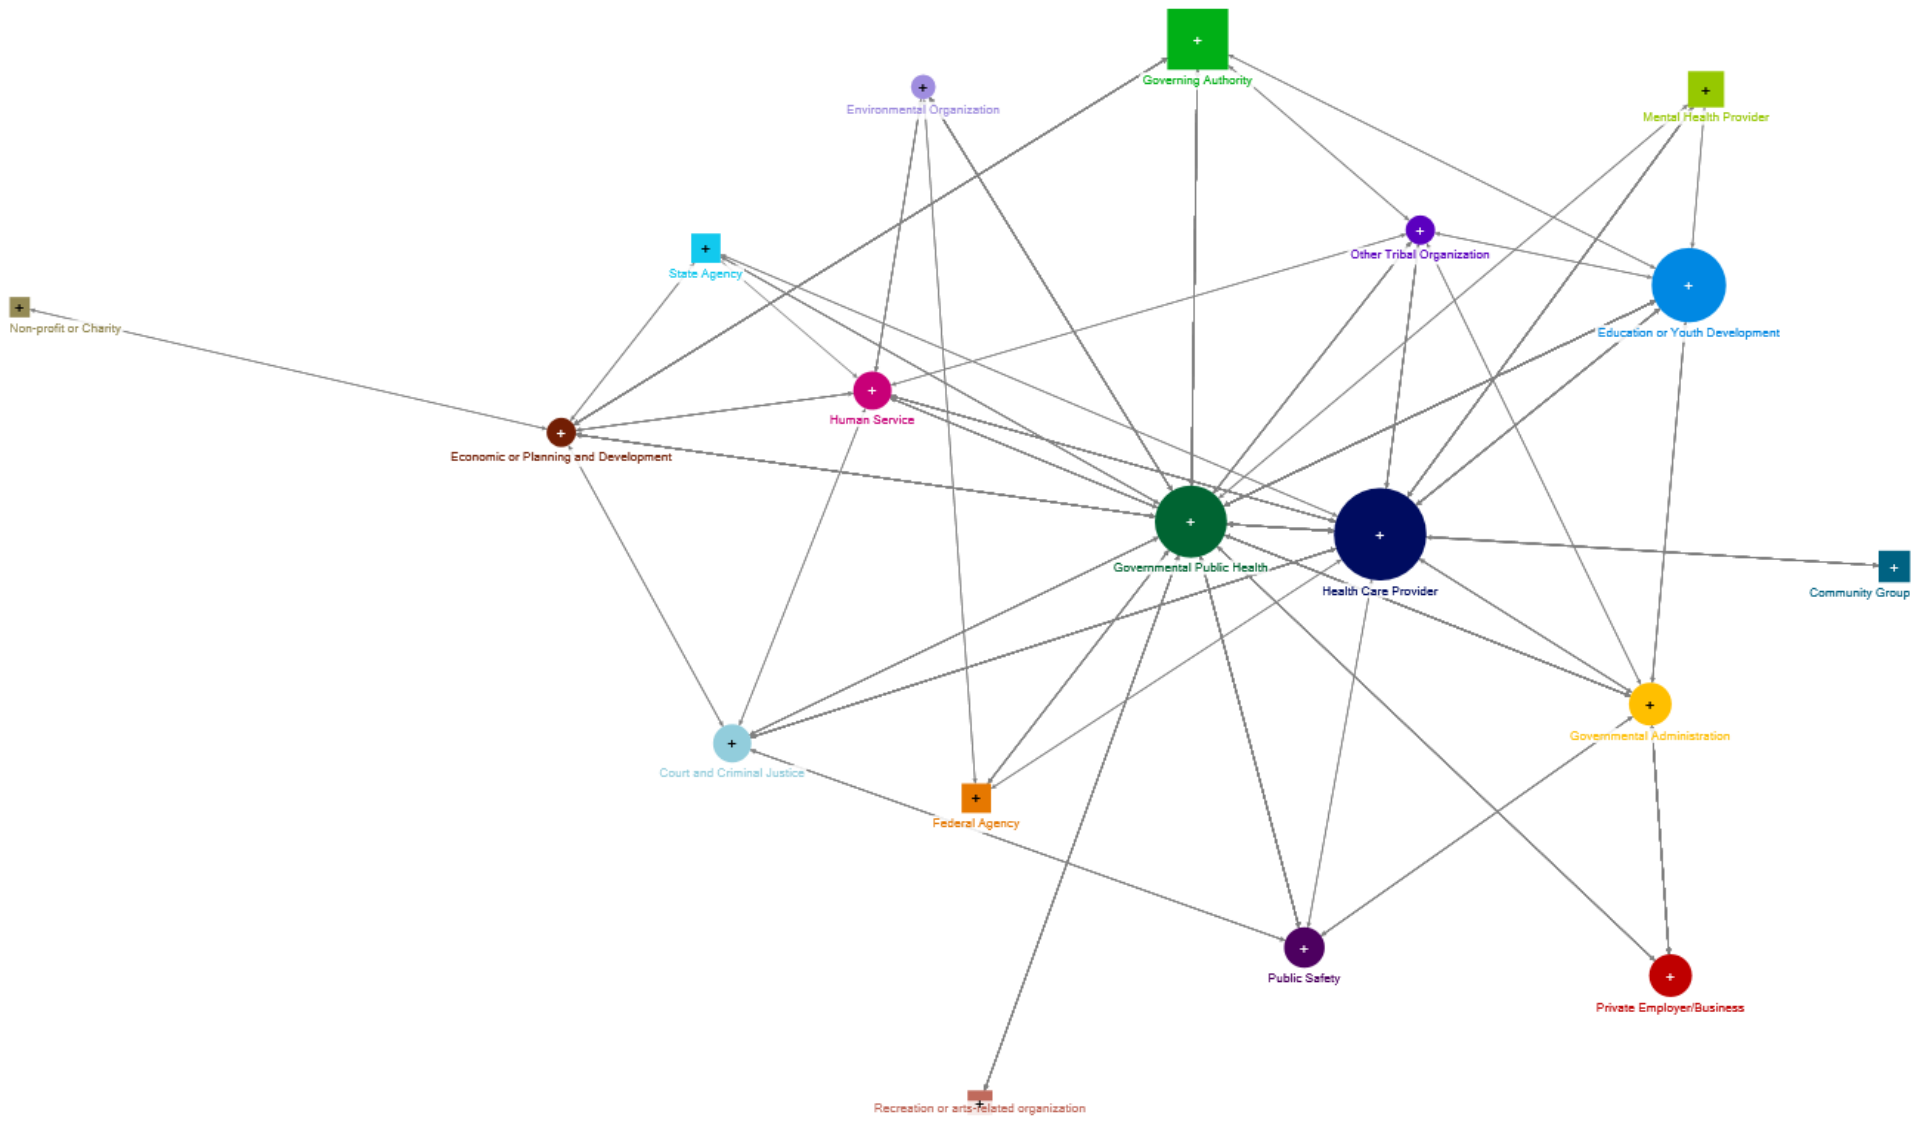 Governing Authority
Environmental Organization
Mental Health Provider
Other Tribal Organization
State Agency
Non-profit or Charity
Education or Youth Development
Human Service
Economic or Planning and Development
Governmental Public Health
Health Care Provider
Community Group
Governmental Administration
Court and Criminal Justice
Federal Agency
Public Safety
Private Employer/Business
Recreation or arts-related organization